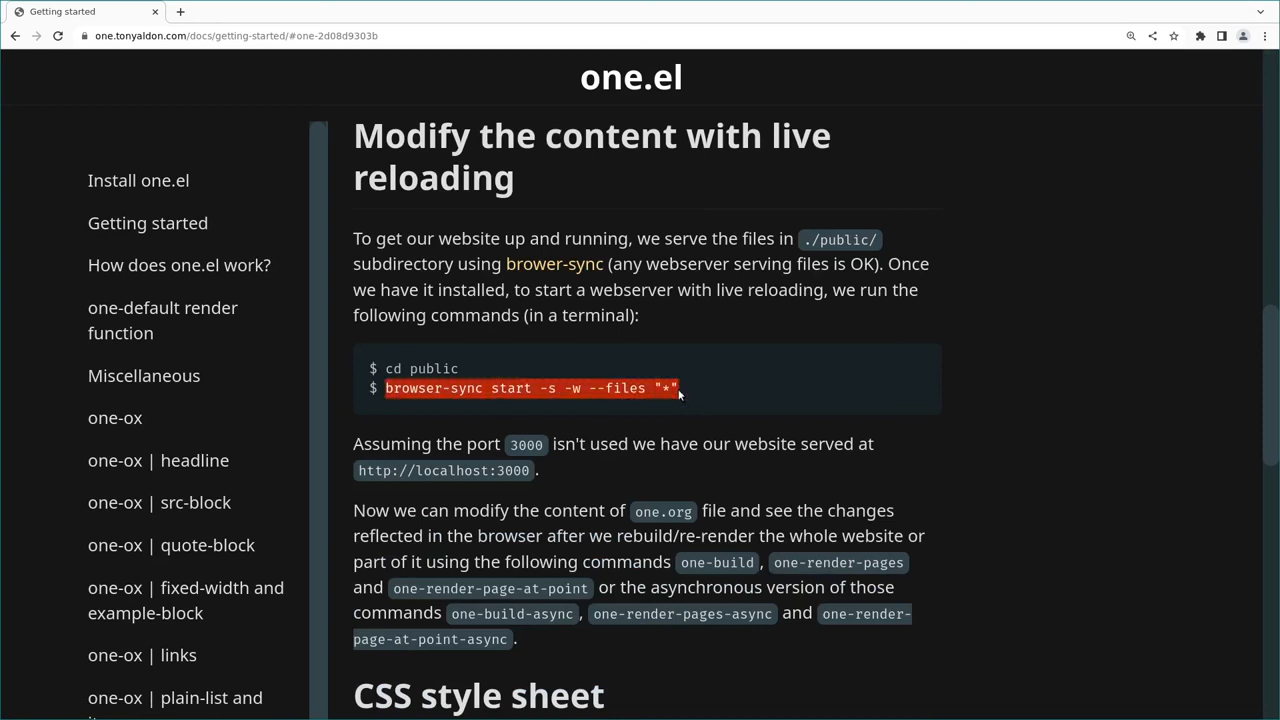 Getting started
one.tonyaldon.com/docs/getting-started/#one-2d08d9303b
one.el
Install one.el
Getting started
How does one.el work?
one-default render
function
Miscellaneous
one-ox
one-ox | headline
one-ox | src-block
one-ox | quote-block
one-ox | fixed-width and
example-block
one-ox | links
one-ox | plain-list and
Modify the content with live
reloading
To get our website up and running, we serve the files in ./public/
subdirectory using brower-sync (any webserver serving files is OK). Once
we have it installed, to start a webserver with live reloading, we run the
following commands (in a terminal):
$ cd public
$ browser-sync start -s -w --files "*"
Assuming the port 3000 isn't used we have our website served at
http://localhost:3000.
Now we can modify the content of one.org file and see the changes
reflected in the browser after we rebuild/re-render the whole website or
part of it using the following commands one-build, one-render-pages
and one-render-page-at-point or the asynchronous version of those
commands one-build-async, one-render-pages-async and one-render-
page-at-point-async.
CSS style sheet